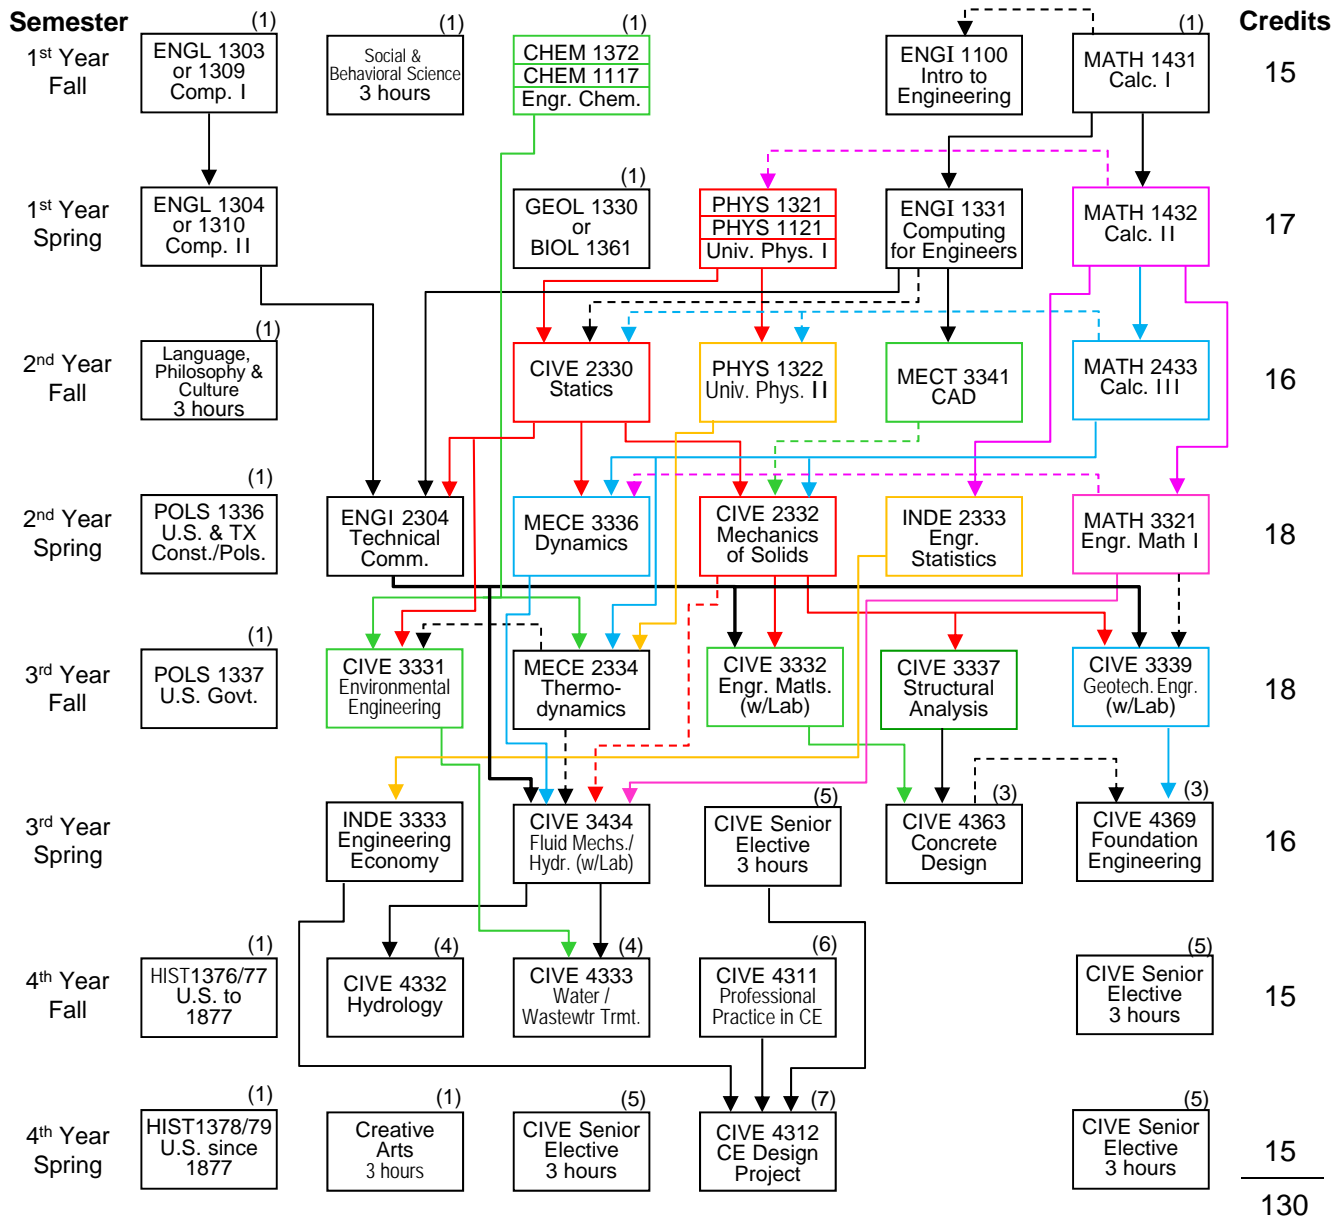 Semester
Credits
1st Year
Fall
(1)
ENGL 1303
or 1309
Comp. I
(1)
Social &
Behavioral Science
3 hours
(1)
CHEM 1372
CHEM 1117
Engr. Chem.
ENGI 1100
Intro to
Engineering
(1)
MATH 1431
Calc. I
15
1st Year
Spring
ENGL 1304
or 1310
Comp. II
(1)
GEOL 1330
or
BIOL 1361
PHYS 1321
PHYS 1121
Univ. Phys. I
ENGI 1331
Computing
for Engineers
MATH 1432
Calc. II
17
2nd Year
Fall
(1)
Language,
Philosophy &
Culture
3 hours
CIVE 2330
Statics
PHYS 1322
Univ. Phys. II
MECT 3341
CAD
MATH 2433
Calc. III
16
2nd Year
Spring
(1)
POLS 1336
U.S. & TX
Const./Pols.
ENGI 2304
Technical
Comm.
MECE 3336
Dynamics
CIVE 2332
Mechanics
of Solids
INDE 2333
Engr.
Statistics
MATH 3321
Engr. Math I
18
3rd Year
Fall
(1)
POLS 1337
U.S. Govt.
CIVE 3331
Environmental
Engineering
MECE 2334
Thermo-
dynamics
CIVE 3332
Engr. Matls.
(w/Lab)
CIVE 3337
Structural
Analysis
CIVE 3339
Geotech. Engr.
(w/Lab)
18
3rd Year
Spring
INDE 3333
Engineering
Economy
CIVE 3434
Fluid Mechs./
Hydr. (w/Lab)
(5)
CIVE Senior
Elective
3 hours
(3)
CIVE 4363
Concrete
Design
(3)
CIVE 4369
Foundation
Engineering
16
4th Year
Fall
(1)
HIST1376/77
U.S. to
1877
(4)
CIVE 4332
Hydrology
(4)
CIVE 4333
Water /
Wastewtr Trmt.
(6)
CIVE 4311
Professional
Practice in CE
(5)
CIVE Senior
Elective
3 hours
15
4th Year
Spring
(1)
HIST1378/79
U.S. since
1877
(1)
Creative
Arts
3 hours
(5)
CIVE Senior
Elective
3 hours
(7)
CIVE 4312
CE Design
Project
(5)
CIVE Senior
Elective
3 hours
15
130